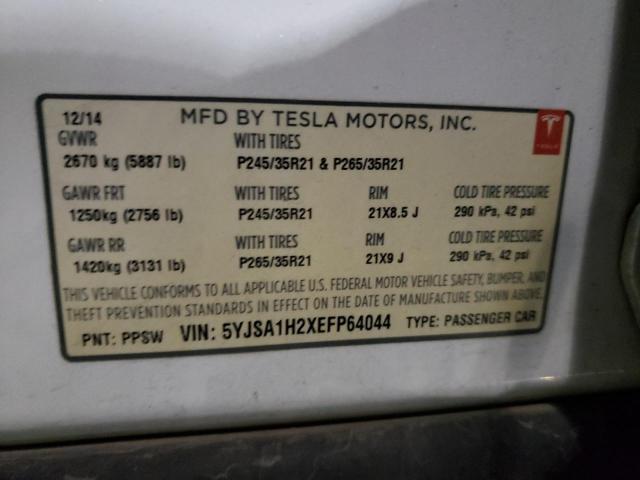 12/14 MFD BY TESLA MOTORS, INC.
GVWR WITH TIRES
2670 kg (5887 lb) P245/35R21 & P265/35R21
GAWR FRT WITH TIRES RIM COLD TIRE PRESSURE
1250kg (2756 lb) P245/35R21 21X8.5 J 290 kPa, 42 psi
GAWR RR WITH TIRES RIM COLD TIRE PRESSURE
1420kg (3131 lb) P265/35R21 21X9 J 290 kPa, 42 psi
THIS VEHICLE CONFORMS TO ALL APPLICABLE U.S. FEDERAL MOTOR VEHICLE SAFETY, BUMPER, AND
THEFT PREVENTION STANDARDS IN EFFECT ON THE DATE OF MANUFACTURE SHOWN ABOVE.
PNT: PPSW VIN: 5YJSA1H2XEFP64044 TYPE: PASSENGER CAR
TESLA